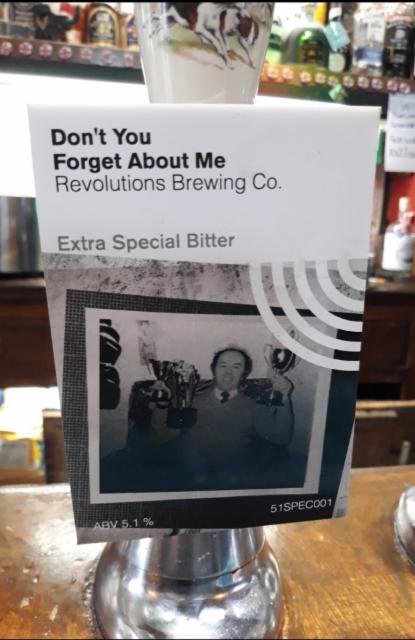 Don't You
Forget About Me
Revolutions Brewing Co.
Extra Special Bitter
51SPEC001
ABV 5.1 %